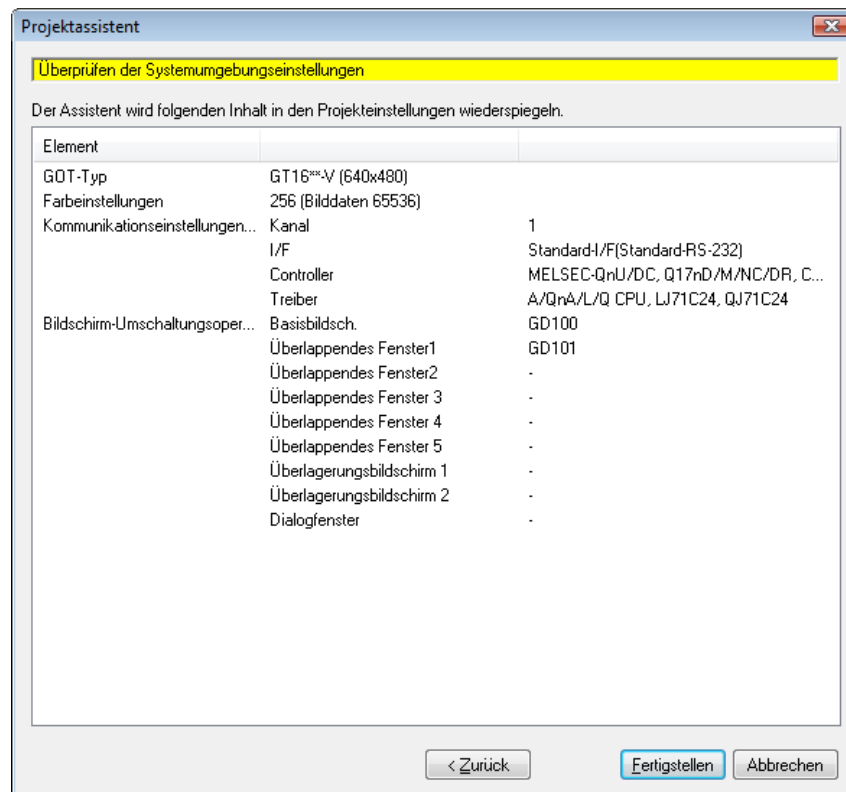 Projektassistent
Überprüfen der Systemumgebungseinstellungen
Der Assistent wird folgenden Inhalt in den Projekteinstellungen wiederspiegeln.
Element
GOT-Typ GT16**-V (640x480)
Farbeinstellungen 256 (Bilddaten 65536)
Kommunikationseinstellungen... Kanal 1
I/F Standard-I/F(Standard-RS-232)
Controller MELSEC-QnU/DC, Q17nD/M/NC/DR, C...
Treiber A/QnA/L/Q CPU, LJ71C24, QJ71C24
Bildschirm-Umschaltungsoper... Basisbildsch. GD100
Überlappendes Fenster1 GD101
Überlappendes Fenster2 -
Überlappendes Fenster 3 -
Überlappendes Fenster 4 -
Überlappendes Fenster 5 -
Überlagerungsbildschirm 1 -
Überlagerungsbildschirm 2 -
Dialogfenster -
< Zurück Fertigstellen Abbrechen